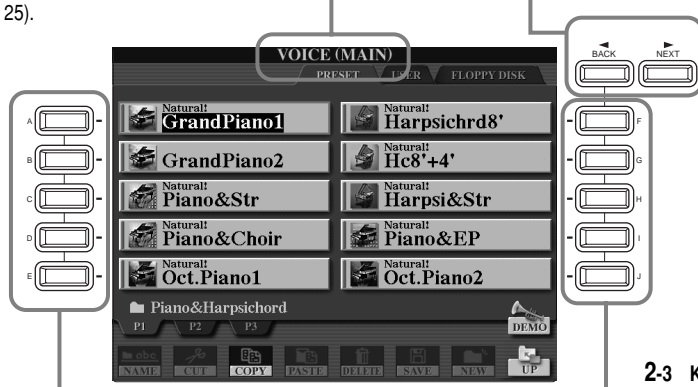 25).
VOICE (MAIN)
PRESET USER FLOPPY DISK
BACK NEXT
A Natural! GrandPiano1 Natural! Harpsichrd8' F
B GrandPiano2 Natural! Hc8'+4' G
C Natural! Piano&Str Natural! Harpsi&Str H
D Natural! Piano&Choir Natural! Piano&EP I
E Natural! Oct.Piano1 Natural! Oct.Piano2 J
Piano&Harpsichord
P1 P2 P3 DEMO
abc
NAME CUT COPY PASTE DELETE SAVE NEW UP
2-3 K